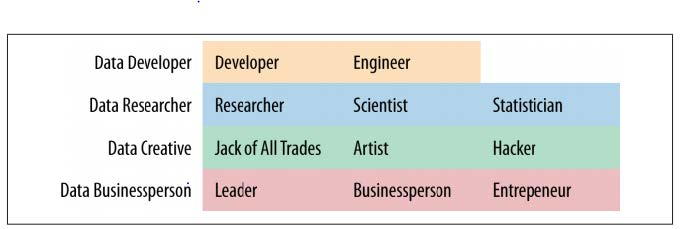 Data Developer Developer Engineer
Data Researcher Researcher Scientist Statistician
Data Creative Jack of All Trades Artist Hacker
Data Businessperson Leader Businessperson Entrepeneur